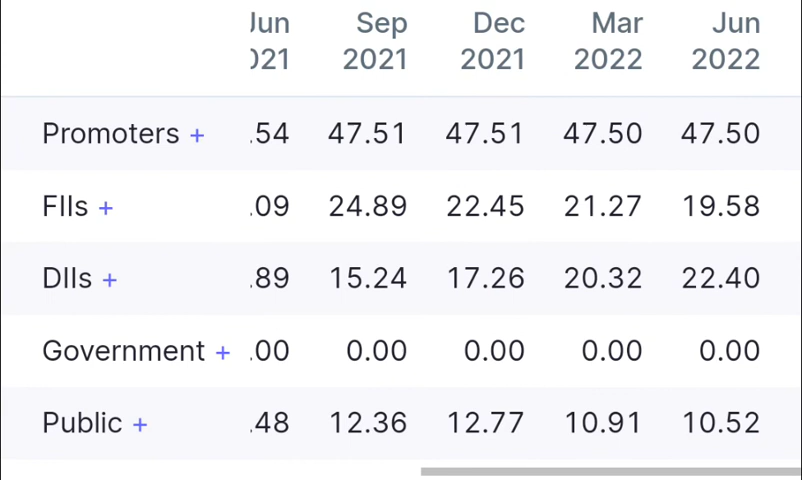 Jun Sep Dec Mar Jun
2021 2021 2022 2022
Promoters + .54 47.51 47.51 47.50 47.50
FIIs + .09 24.89 22.45 21.27 19.58
DIIs + .89 15.24 17.26 20.32 22.40
Government + .00 0.00 0.00 0.00 0.00
Public + .48 12.36 12.77 10.91 10.52